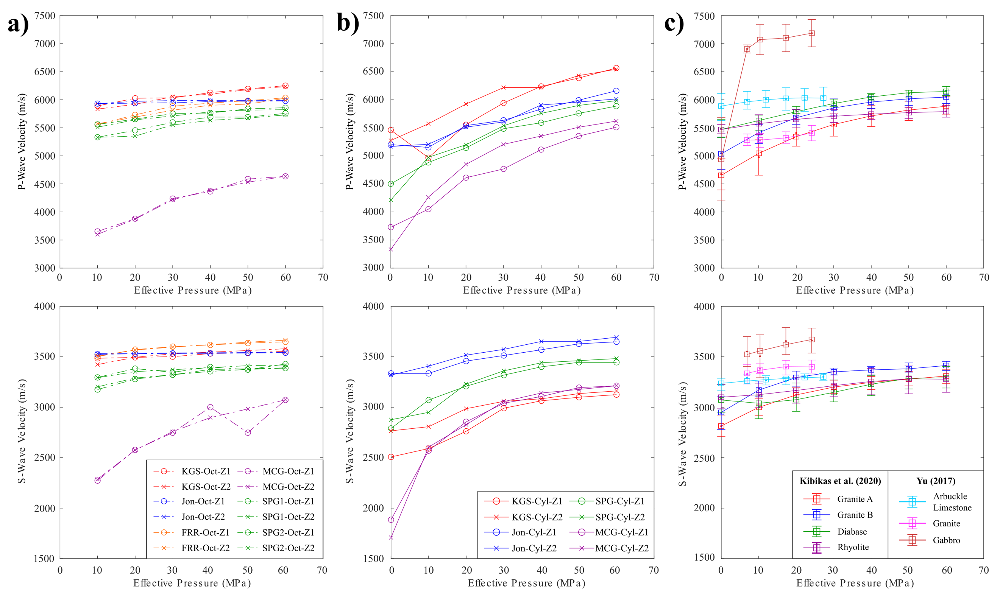 a)
7500
7000
6500
6000
5500
5000
4500
4000
3500
3000
0 10 20 30 40 50 60 70
P-Wave Velocity (m/s)
Effective Pressure (MPa)
b)
7500
7000
6500
6000
5500
5000
4500
4000
3500
3000
0 10 20 30 40 50 60 70
P-Wave Velocity (m/s)
Effective Pressure (MPa)
c)
7500
7000
6500
6000
5500
5000
4500
4000
3500
3000
0 10 20 30 40 50 60 70
P-Wave Velocity (m/s)
Effective Pressure (MPa)
4000
3500
3000
2500
2000
1500
0 10 20 30 40 50 60 70
S-Wave Velocity (m/s)
Effective Pressure (MPa)
KGS-Oct-Z1 MCG-Oct-Z1
KGS-Oct-Z2 MCG-Oct-Z2
Jon-Oct-Z1 SPG1-Oct-Z1
Jon-Oct-Z2 SPG1-Oct-Z2
FRR-Oct-Z1 SPG2-Oct-Z1
FRR-Oct-Z2 SPG2-Oct-Z2
4000
3500
3000
2500
2000
1500
0 10 20 30 40 50 60 70
S-Wave Velocity (m/s)
Effective Pressure (MPa)
KGS-Cyl-Z1 SPG-Cyl-Z1
KGS-Cyl-Z2 SPG-Cyl-Z2
Jon-Cyl-Z1 MCG-Cyl-Z1
Jon-Cyl-Z2 MCG-Cyl-Z2
4000
3500
3000
2500
2000
1500
0 10 20 30 40 50 60 70
S-Wave Velocity (m/s)
Effective Pressure (MPa)
Kibikas et al. (2020)
Granite A
Granite B
Diabase
Rhyolite
Yu (2017)
Arbuckle
Limestone
Granite
Gabbro